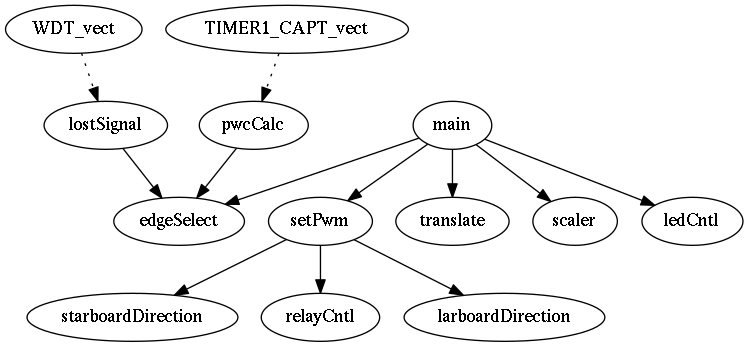 WDT_vect
TIMER1_CAPT_vect
lostSignal
pwcCalc
main
edgeSelect
setPwm
translate
scaler
ledCntl
starboardDirection
relayCntl
larboardDirection